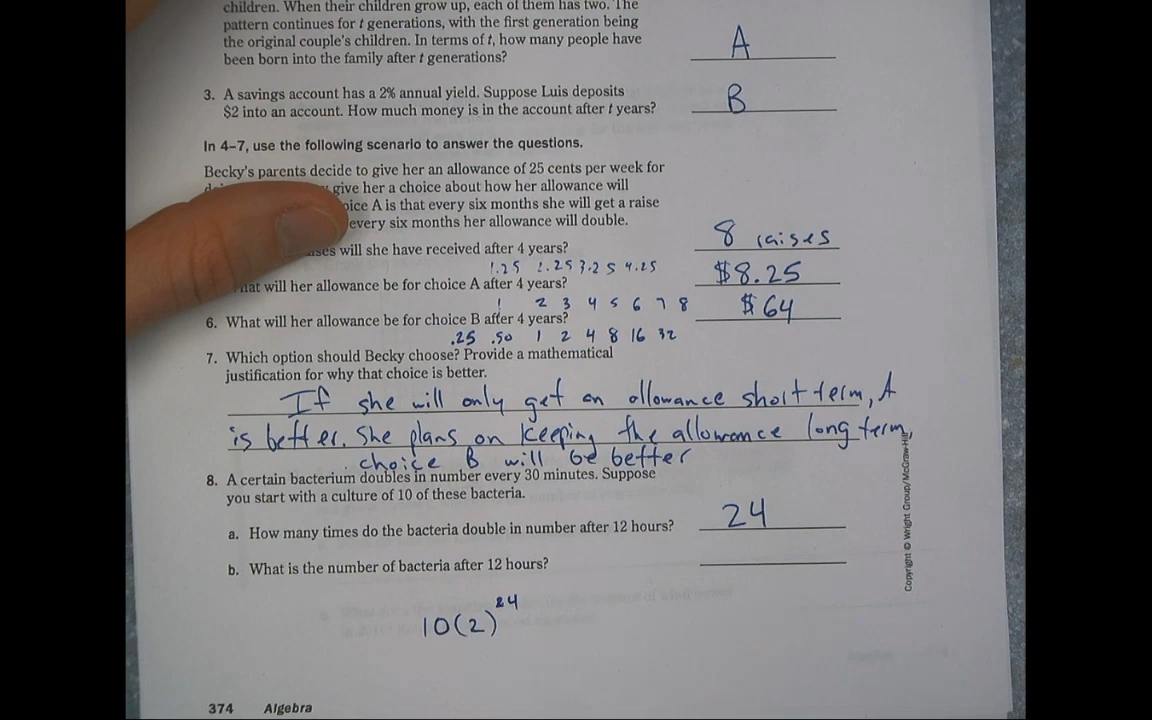 children. When their children grow up, each of them has two. The
pattern continues for t generations, with the first generation being
the original couple's children. In terms of t, how many people have
been born into the family after t generations?
A
3. A savings account has a 2% annual yield. Suppose Luis deposits
$2 into an account. How much money is in the account after t years?
B
In 4–7, use the following scenario to answer the questions.
Becky's parents decide to give her an allowance of 25 cents per week for
give her a choice about how her allowance will
A is that every six months she will get a raise
every six months her allowance will double.
will she have received after 4 years?
8 raises
1.25 2.25 3.25 4.25
will her allowance be for choice A after 4 years?
$8.25
1 2 3 4 5 6 7 8
6. What will her allowance be for choice B after 4 years?
$64
.25 .50 1 2 4 8 16 32
7. Which option should Becky choose? Provide a mathematical
justification for why that choice is better.
If she will only get an allowance short term, A
is better. She plans on keeping the allowance long term,
choice B will be better
8. A certain bacterium doubles in number every 30 minutes. Suppose
you start with a culture of 10 of these bacteria.
a. How many times do the bacteria double in number after 12 hours?
24
b. What is the number of bacteria after 12 hours?
10(2)^24
374 Algebra
Copyright © Wright Group/McGraw-Hill